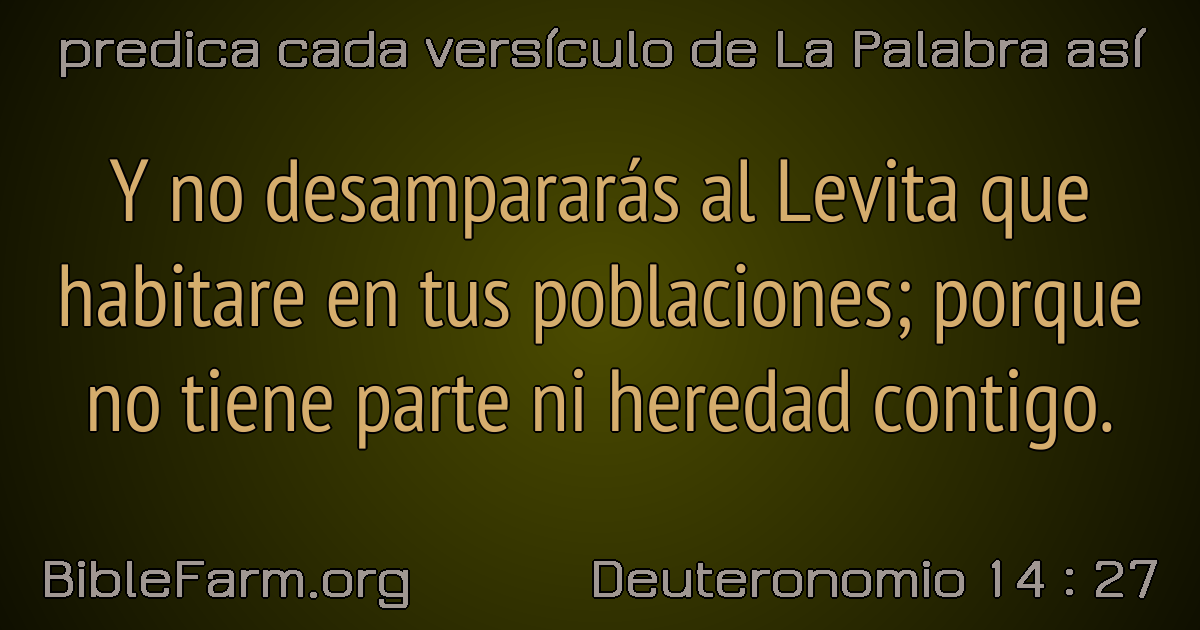 predica cada versículo de La Palabra así
Y no desampararás al Levita que
habitare en tus poblaciones; porque
no tiene parte ni heredad contigo.
BibleFarm.org
Deuteronomio 14 : 27